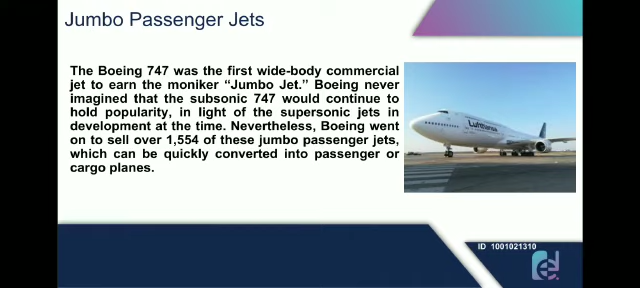 Jumbo Passenger Jets
The Boeing 747 was the first wide-body commercial
jet to earn the moniker “Jumbo Jet.” Boeing never
imagined that the subsonic 747 would continue to
hold popularity, in light of the supersonic jets in
development at the time. Nevertheless, Boeing went
on to sell over 1,554 of these jumbo passenger jets,
which can be quickly converted into passenger or
cargo planes.
Lufthansa
ID 1001021310